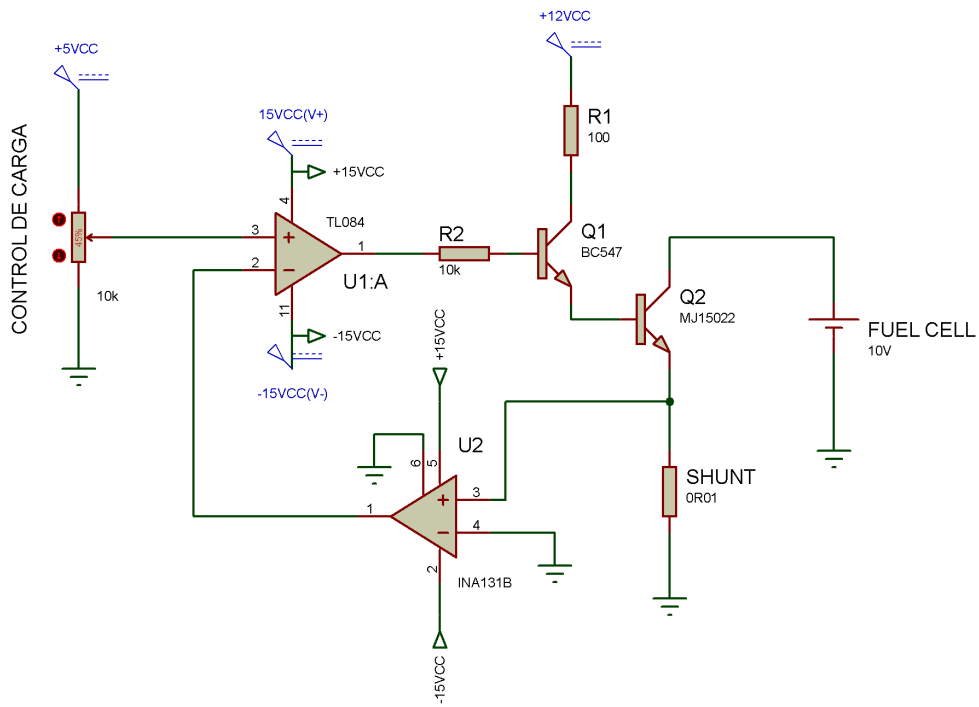 +12VCC
+5VCC
R1
100
15VCC(V+)
+15VCC
4
TL084
CONTROL DE CARGA
45%
3
2
1
U1:A
R2
10k
Q1
BC547
10k
11
-15VCC
-15VCC(V-)
Q2
MJ15022
FUEL CELL
10V
+15VCC
U2
6
5
3
4
1
2
INA131B
SHUNT
0R01
-15VCC